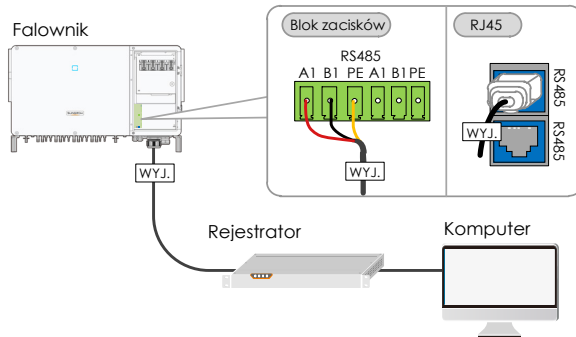 Falownik
Blok zacisków
RJ45
RS485
A1 B1 PE A1 B1 PE
RS485
WYJ.
RS485
WYJ.
WYJ.
Rejestrator
Komputer